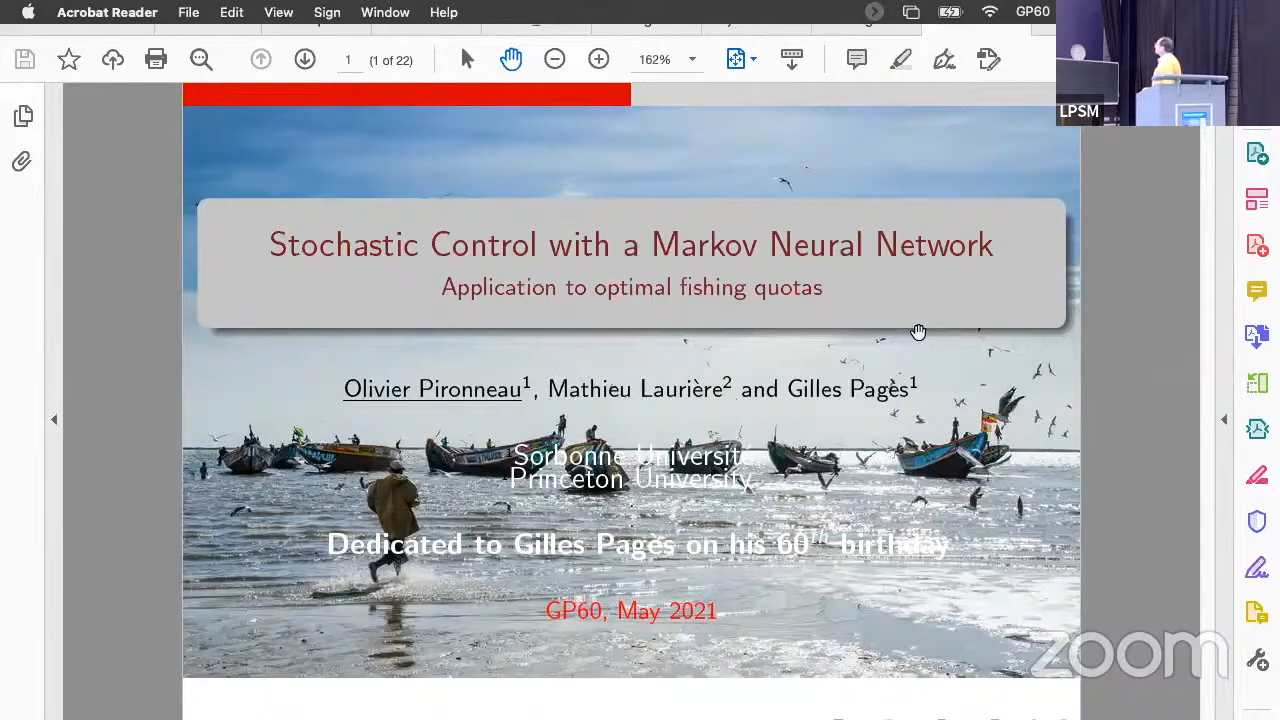 Acrobat Reader File Edit View Sign Window Help GP60
1 (1 of 22) 162%
LPSM
Stochastic Control with a Markov Neural Network
Application to optimal fishing quotas
Olivier Pironneau¹, Mathieu Laurière² and Gilles Pagès¹
Sorbonne Université
Princeton University
Dedicated to Gilles Pagès on his 60ᵗʰ birthday
GP60, May 2021
zoom